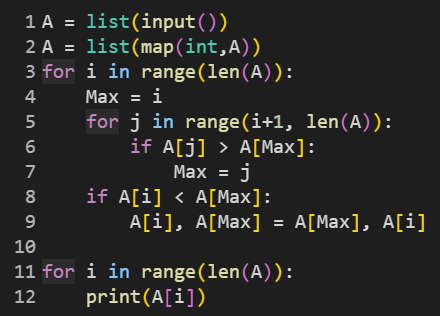 1 A = list(input())
2 A = list(map(int,A))
3 for i in range(len(A)):
4     Max = i
5     for j in range(i+1, len(A)):
6         if A[j] > A[Max]:
7             Max = j
8     if A[i] < A[Max]:
9         A[i], A[Max] = A[Max], A[i]
10
11 for i in range(len(A)):
12     print(A[i])